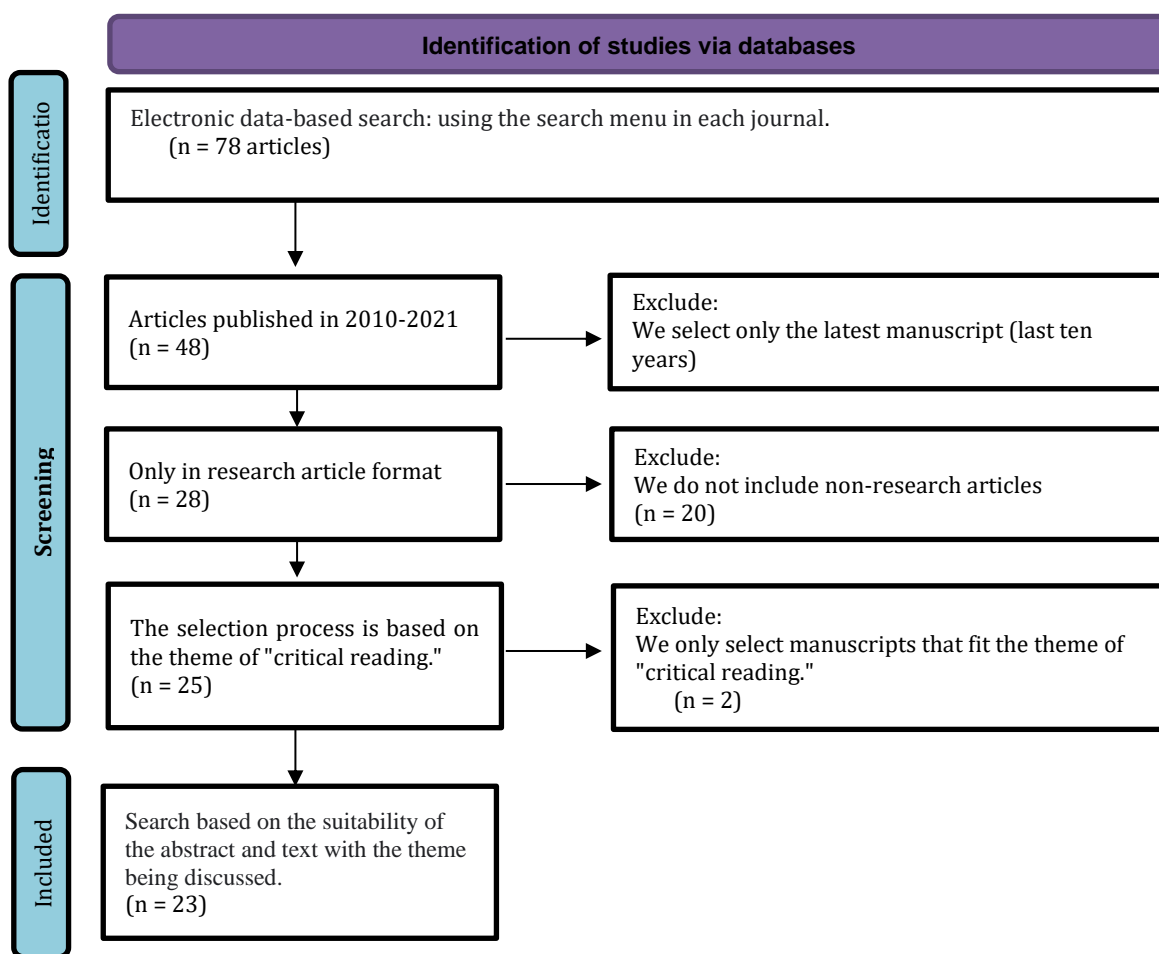 Identification of studies via databases
Identificatio
Electronic data-based search: using the search menu in each journal.
(n = 78 articles)
Screening
Articles published in 2010-2021
(n = 48)
Exclude:
We select only the latest manuscript (last ten
years)
Only in research article format
(n = 28)
Exclude:
We do not include non-research articles
(n = 20)
The selection process is based on
the theme of "critical reading."
(n = 25)
Exclude:
We only select manuscripts that fit the theme of
"critical reading."
(n = 2)
Included
Search based on the suitability of
the abstract and text with the theme
being discussed.
(n = 23)